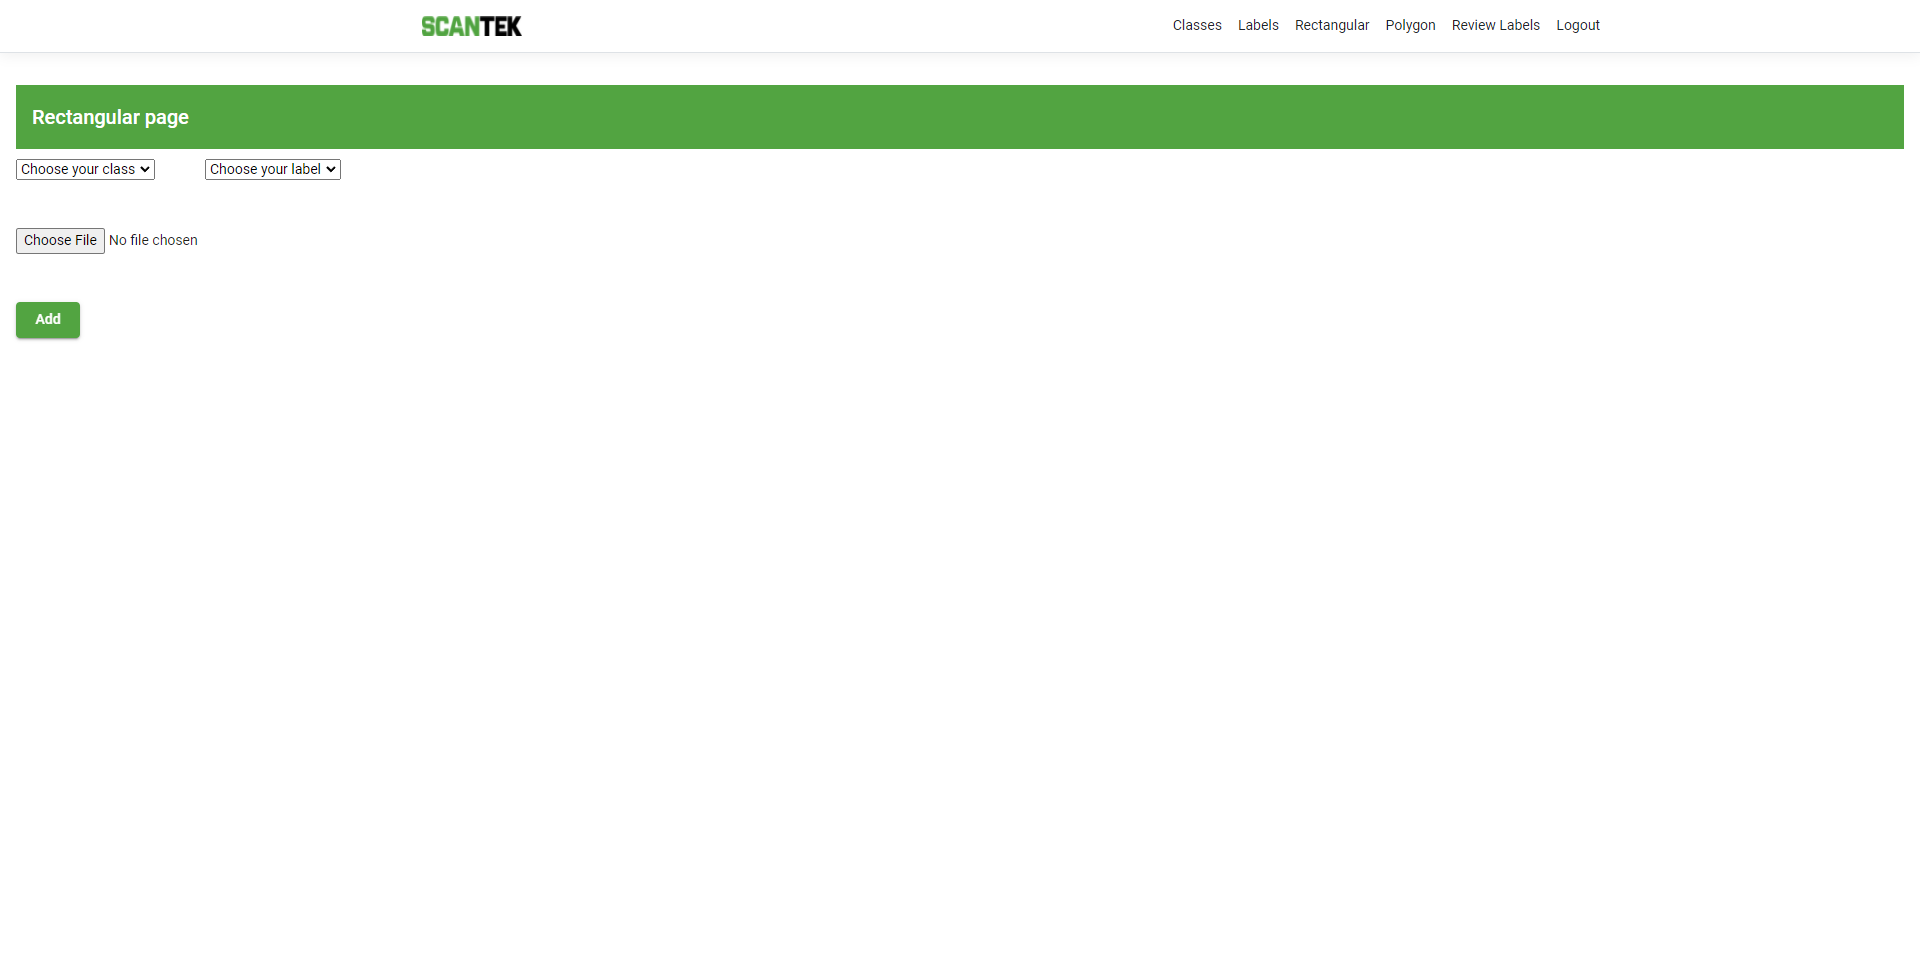 SCANTEK Classes Labels Rectangular Polygon Review Labels Logout
Rectangular page
Choose your class Choose your label
Choose File No file chosen
Add